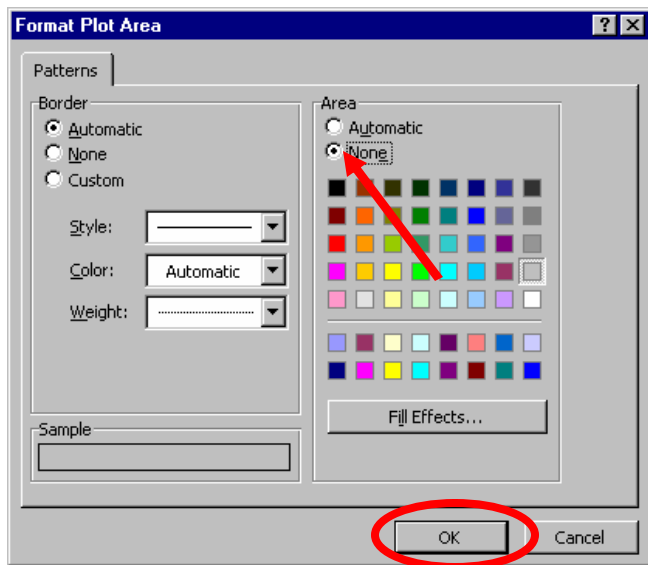 Format Plot Area
Patterns
Border
Automatic
None
Custom
Style:
Color:
Automatic
Weight:
Sample
Area
Automatic
None
Fill Effects...
OK
Cancel